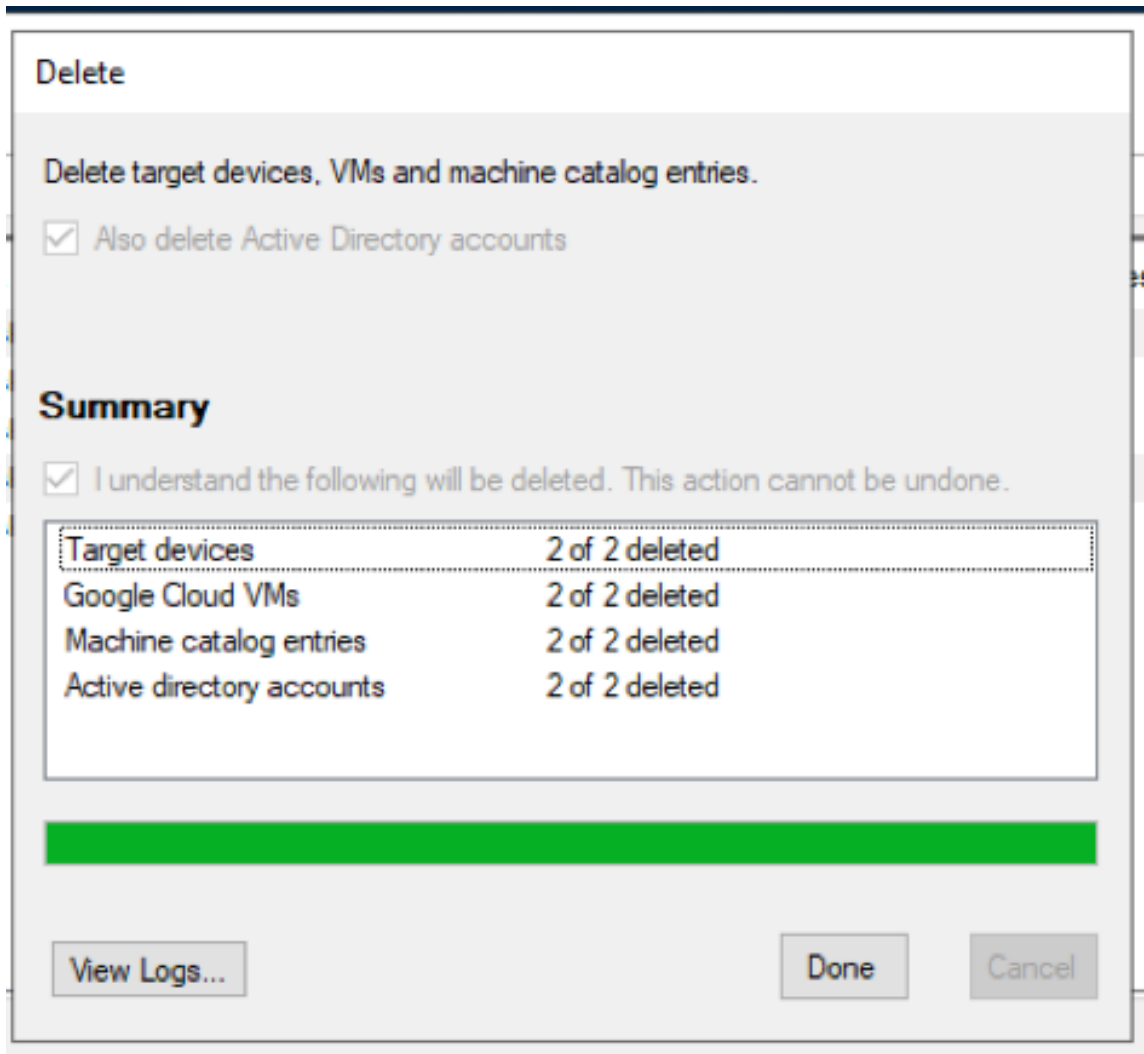 Delete
Delete target devices, VMs and machine catalog entries.
Also delete Active Directory accounts
Summary
I understand the following will be deleted. This action cannot be undone.
Target devices 2 of 2 deleted
Google Cloud VMs 2 of 2 deleted
Machine catalog entries 2 of 2 deleted
Active directory accounts 2 of 2 deleted
View Logs... Done Cancel